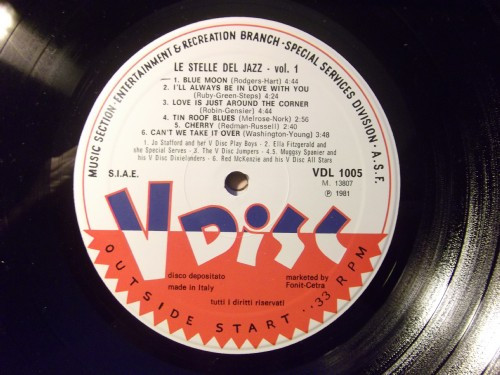 MUSIC SECTION - ENTERTAINMENT & RECREATION BRANCH - SPECIAL SERVICES DIVISION - A.S.F.
LE STELLE DEL JAZZ - vol. 1
1. BLUE MOON (Rodgers-Hart) 4:44
2. I'LL ALWAYS BE IN LOVE WITH YOU
(Ruby-Green-Steps) 4:24
3. LOVE IS JUST AROUND THE CORNER
(Robin-Gensier) 4:44
4. TIN ROOF BLUES (Melrose-Nork) 2:56
5. CHERRY (Redman-Russell) 2:40
6. CAN'T WE TAKE IT OVER (Washington-Young) 3:48
1. Jo Stafford and her V Disc Play Boys - 2. Ella Fitzgerald and
she Special Serves - 3. The V Disc Jumpers - 4.5. Muggsy Spanier and
his V Disc Dixielanders - 6. Red McKenzie and his V Disc All Stars
S.I.A.E.
VDL 1005
M. 13807
Ⓟ 1981
V DISC
disco depositato
made in Italy
marketed by
Fonit-Cetra
tutti i diritti riservati
OUTSIDE START..33 RPM